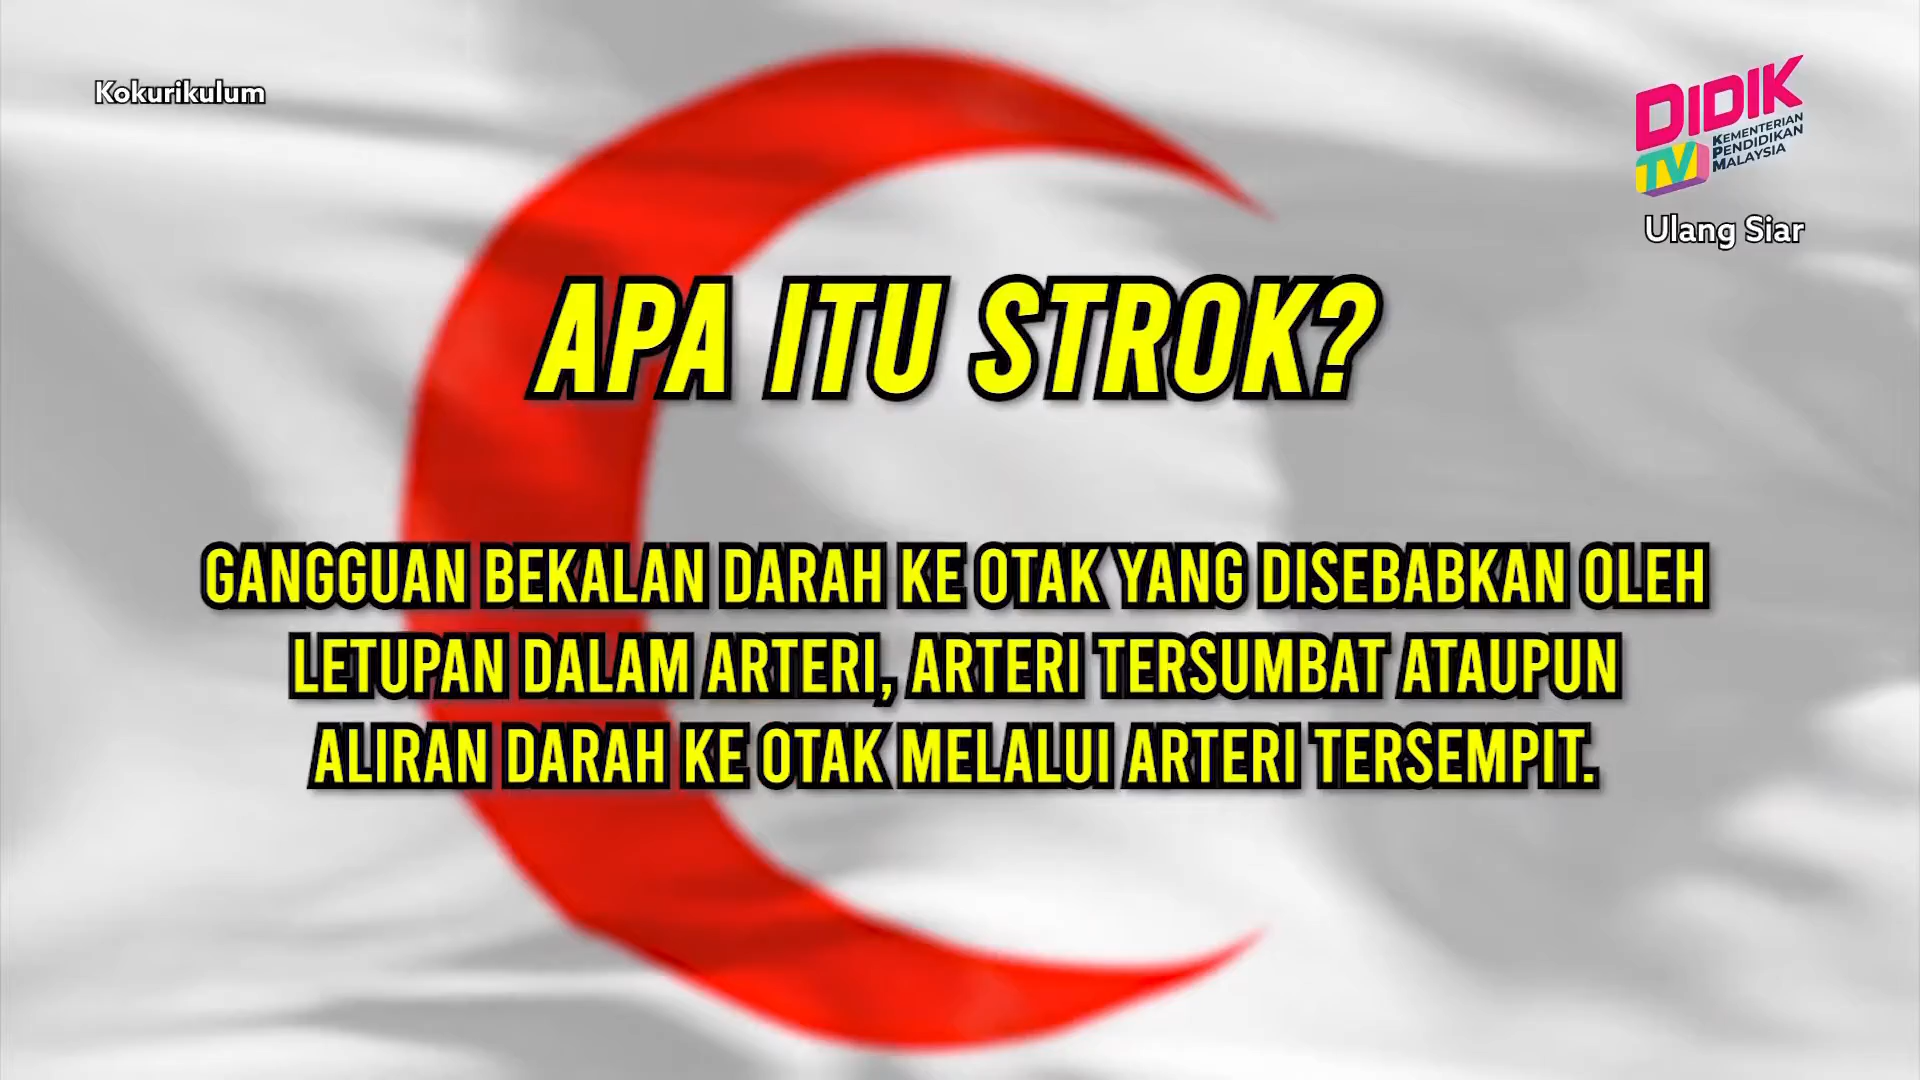 Kokurikulum
DIDIK
TV
KEMENTERIAN
PENDIDIKAN
MALAYSIA
Ulang Siar
APA ITU STROK?
GANGGUAN BEKALAN DARAH KE OTAK YANG DISEBABKAN OLEH
LETUPAN DALAM ARTERI, ARTERI TERSUMBAT ATAUPUN
ALIRAN DARAH KE OTAK MELALUI ARTERI TERSEMPIT.